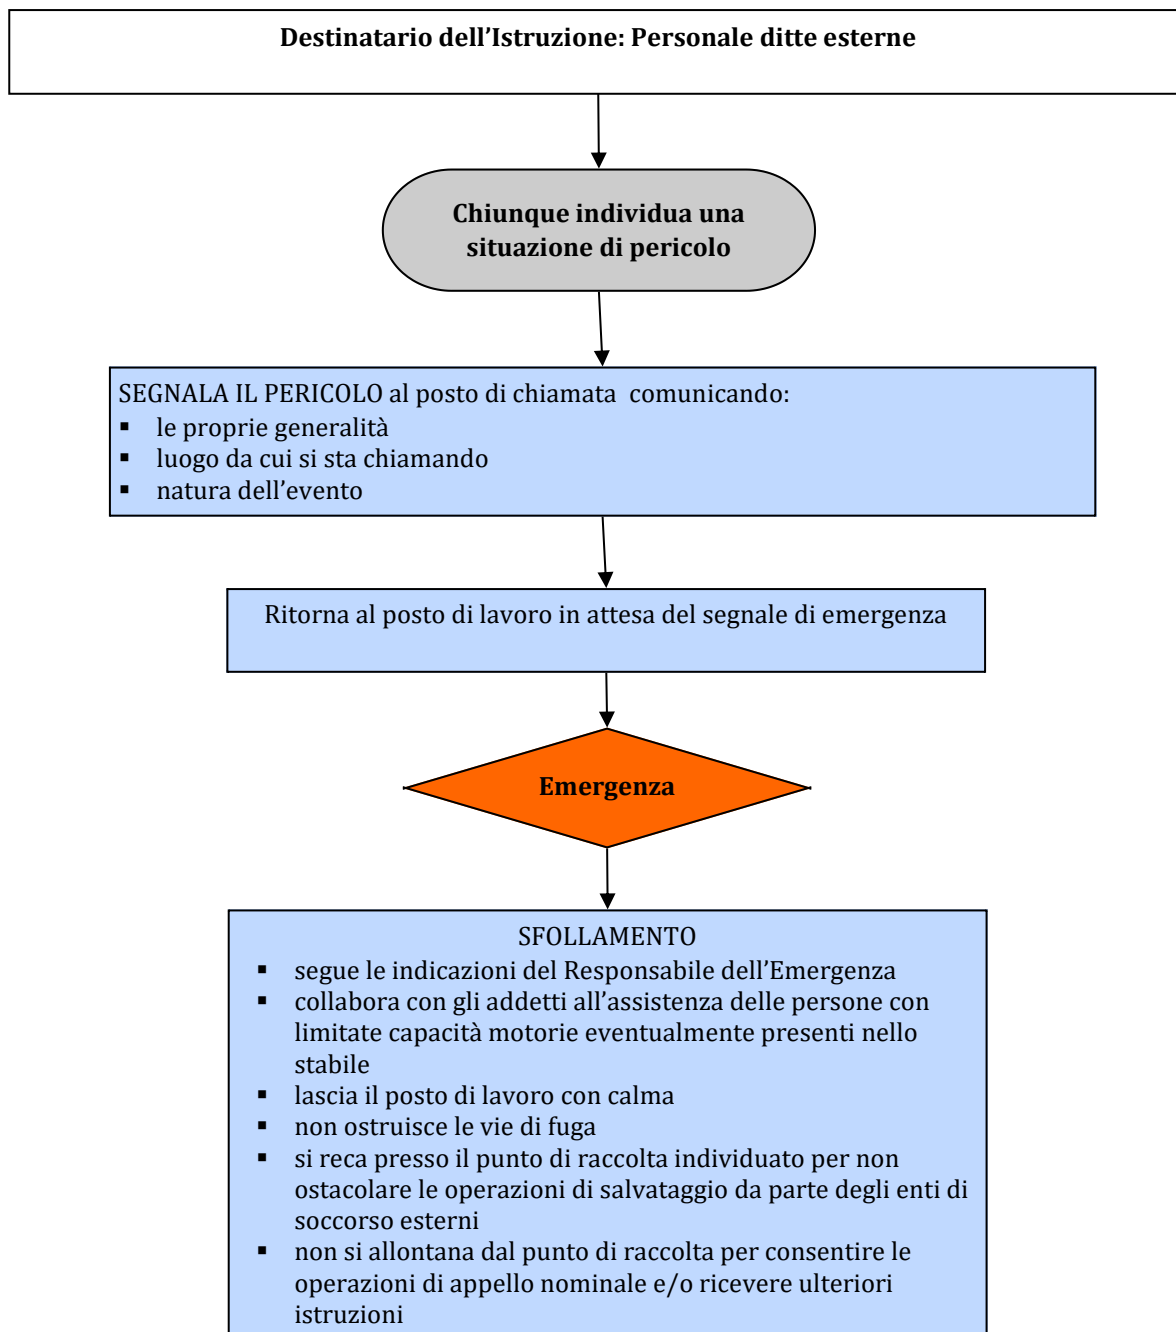 Destinatario dell’Istruzione: Personale ditte esterne
Chiunque individua una
situazione di pericolo
SEGNALA IL PERICOLO al posto di chiamata  comunicando:
▪ le proprie generalità
▪ luogo da cui si sta chiamando
▪ natura dell’evento
Ritorna al posto di lavoro in attesa del segnale di emergenza
Emergenza
SFOLLAMENTO
▪ segue le indicazioni del Responsabile dell’Emergenza
▪ collabora con gli addetti all’assistenza delle persone con
limitate capacità motorie eventualmente presenti nello
stabile
▪ lascia il posto di lavoro con calma
▪ non ostruisce le vie di fuga
▪ si reca presso il punto di raccolta individuato per non
ostacolare le operazioni di salvataggio da parte degli enti di
soccorso esterni
▪ non si allontana dal punto di raccolta per consentire le
operazioni di appello nominale e/o ricevere ulteriori
istruzioni